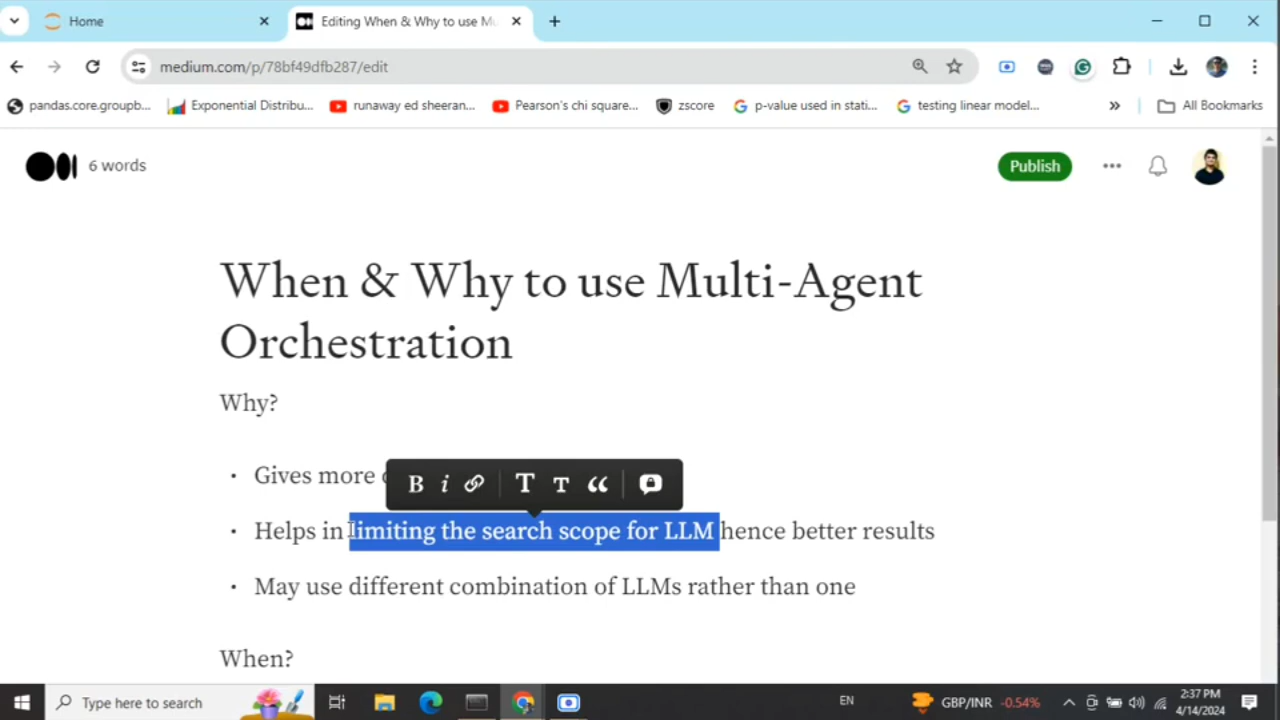 Home
Editing When & Why to use Mu
medium.com/p/78bf49dfb287/edit
pandas.core.groupb...
Exponential Distribu...
runaway ed sheeran...
Pearson's chi square...
zscore
p-value used in stati...
testing linear model...
»
All Bookmarks
6 words
Publish
When & Why to use Multi-Agent
Orchestration
Why?
Gives more
B i T T “
• Helps in limiting the search scope for LLM hence better results
• May use different combination of LLMs rather than one
When?
Type here to search
EN
GBP/INR -0.54%
2:37 PM
4/14/2024